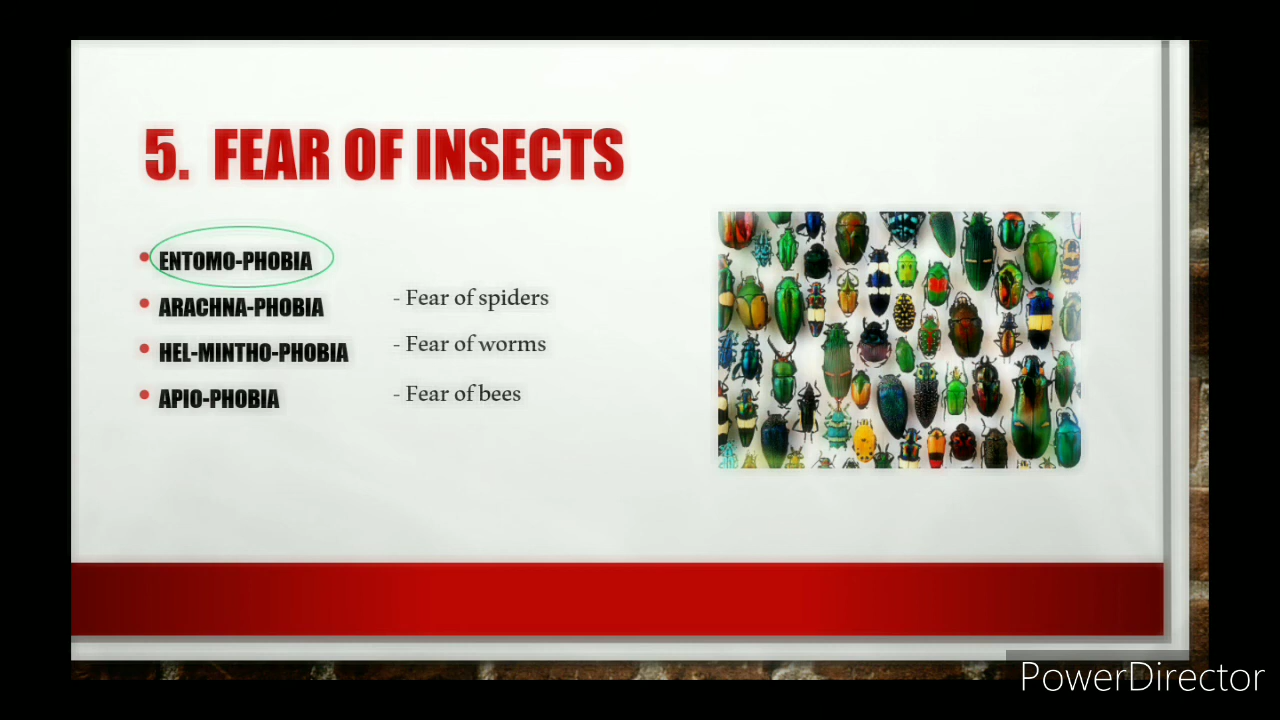 5. FEAR OF INSECTS
ENTOMO-PHOBIA
ARACHNA-PHOBIA - Fear of spiders
HEL-MINTHO-PHOBIA - Fear of worms
APIO-PHOBIA - Fear of bees
PowerDirector